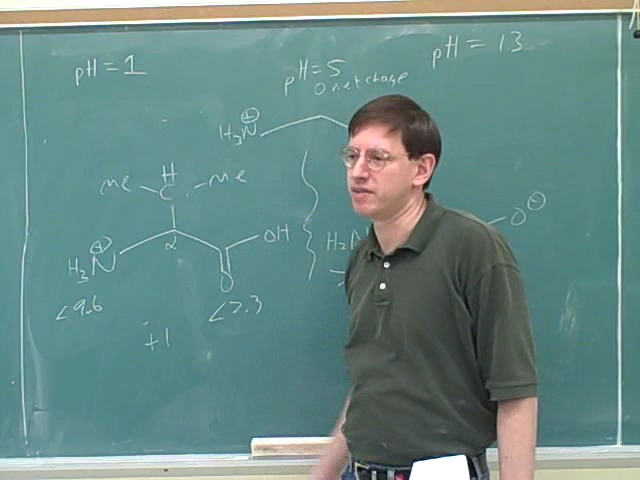 pH = 1
pH = 5
0 net charge
pH = 13
H3N⊕
H
me C me
α
OH
H3N⊕
O
<9.6
<2.3
+1
H2N
O⊖